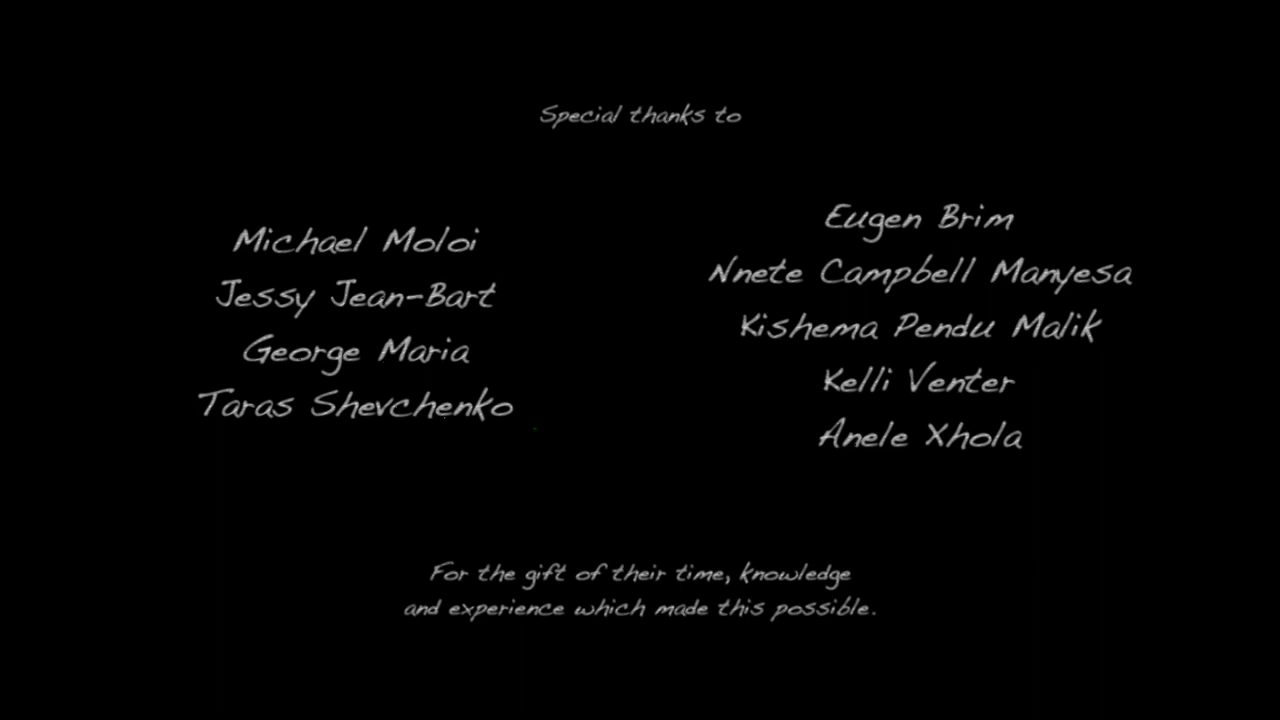 Special thanks to
Michael Moloi
Jessy Jean-Bart
George Maria
Taras Shevchenko
Eugen Brim
Nnete Campbell Manyesa
Kishema Pendu Malik
Kelli Venter
Anele Xhola
For the gift of their time, knowledge
and experience which made this possible.